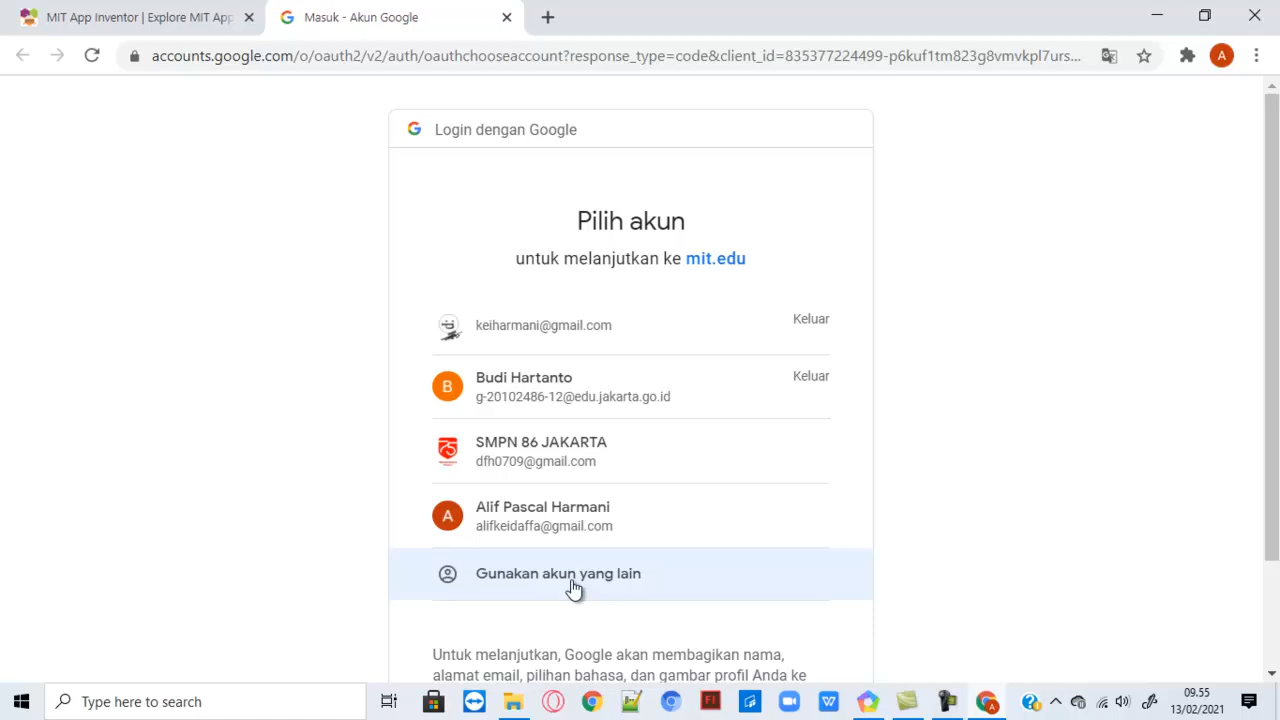 MIT App Inventor | Explore MIT App
Masuk - Akun Google
accounts.google.com/o/oauth2/v2/auth/oauthchooseaccount?response_type=code&client_id=835377224499-p6kuf1tm823g8vmvkpl7urs...
A
Login dengan Google
Pilih akun
untuk melanjutkan ke mit.edu
keiharmani@gmail.com
Keluar
B
Budi Hartanto
Keluar
g-20102486-12@edu.jakarta.go.id
SMPN 86 JAKARTA
dfh0709@gmail.com
A
Alif Pascal Harmani
alifkeidaffa@gmail.com
Gunakan akun yang lain
Untuk melanjutkan, Google akan membagikan nama,
alamat email, pilihan bahasa, dan gambar profil Anda ke
Type here to search
09.55
13/02/2021